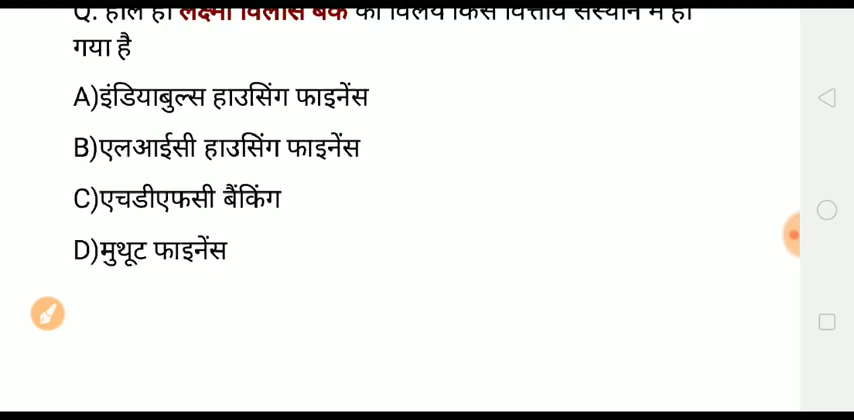 Q. हाल ही लक्ष्मी विलास बैंक का विलय किस वित्तीय संस्थान में हो
गया है
A)इंडियाबुल्स हाउसिंग फाइनेंस
B)एलआईसी हाउसिंग फाइनेंस
C)एचडीएफसी बैंकिंग
D)मुथूट फाइनेंस